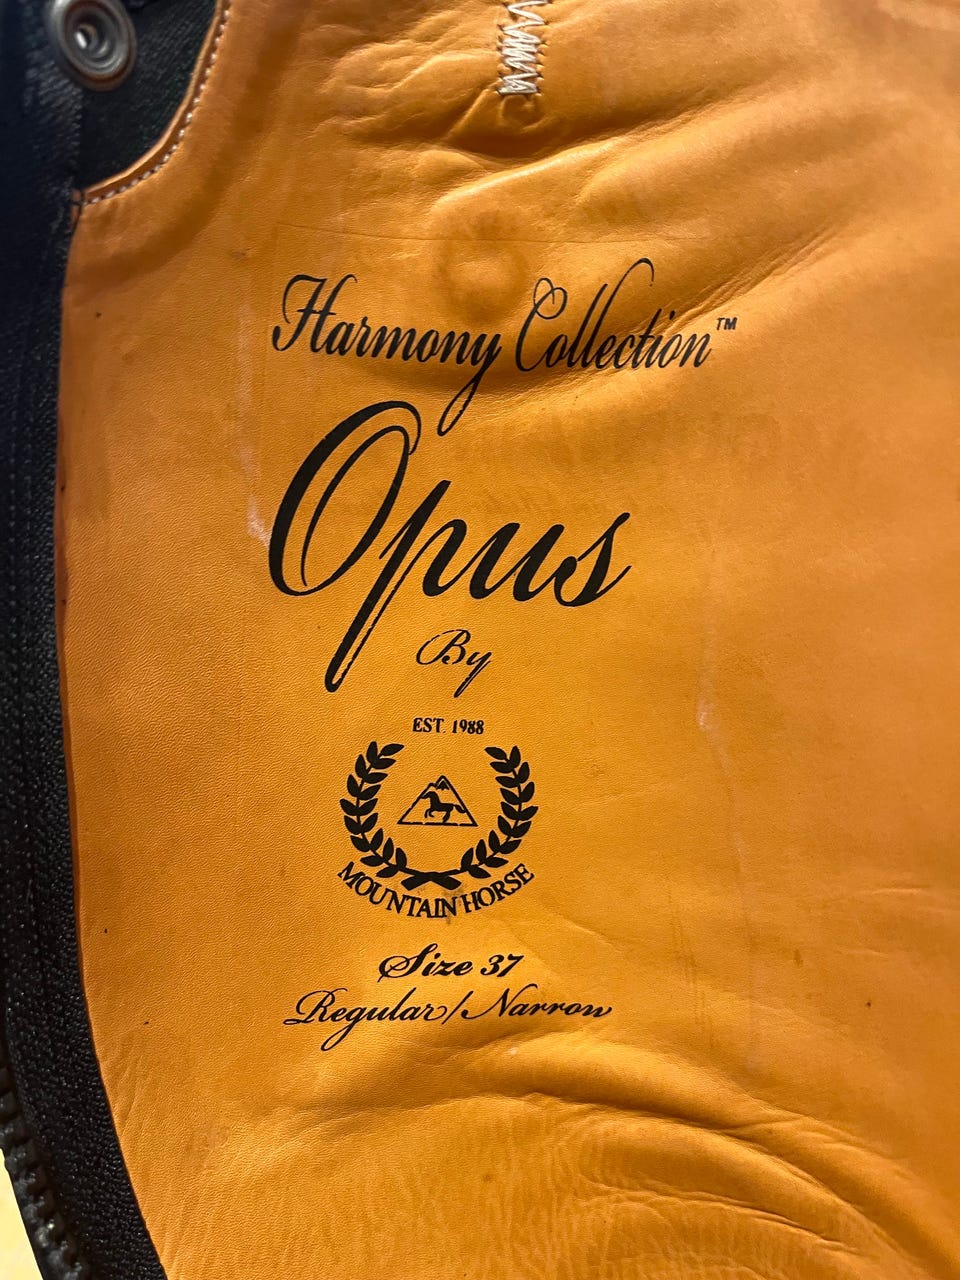 Harmony Collection™
Opus
By
EST. 1988
MOUNTAIN HORSE
Size 37
Regular/Narrow